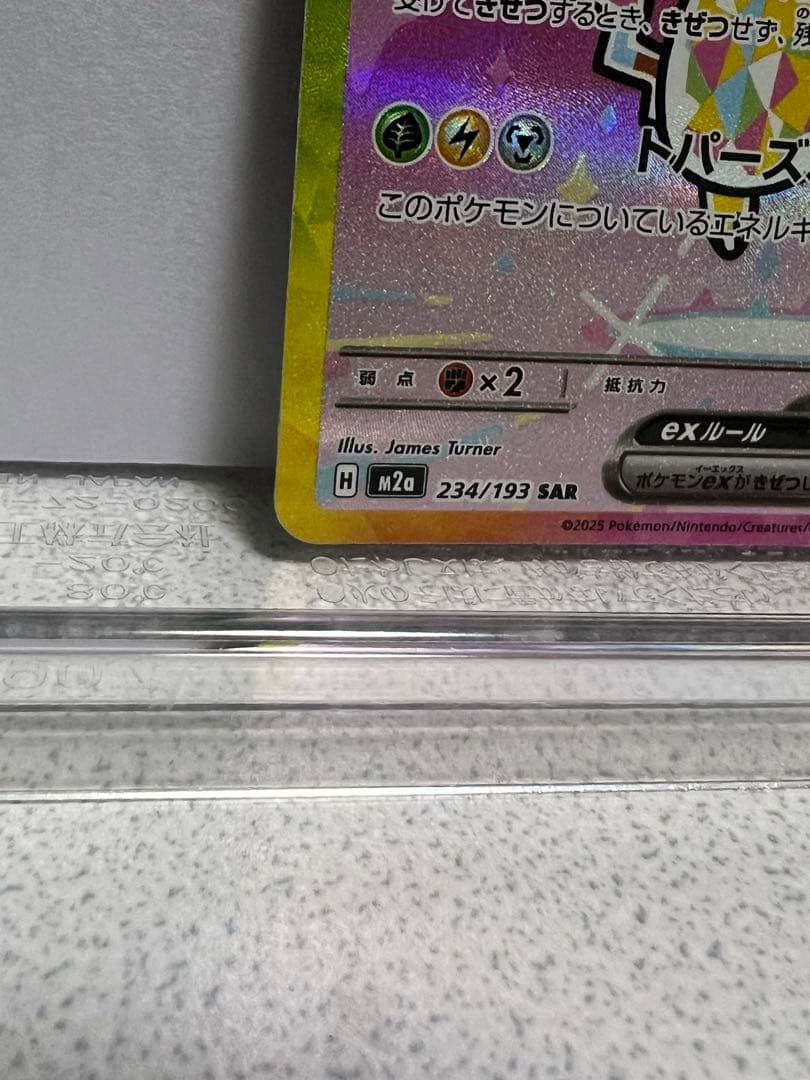 受けてきぜつするとき、きぜつせず、残
の
トパーズ
このポケモンについているエネルギ
弱点 ×2 抵抗力
Illus. James Turner
exルール
H M2a 234/193 SAR
イーエックス
ポケモンexがきぜつし
©2025 Pokémon/Nintendo/Creatures/